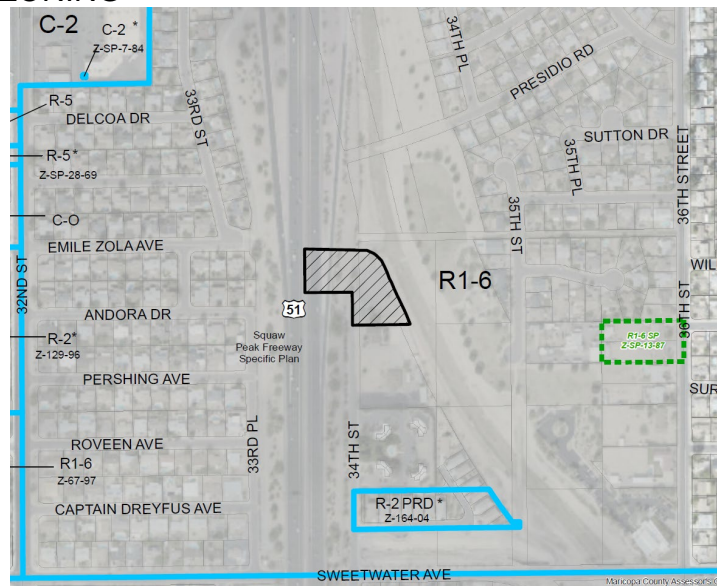 C-2
C-2 *
Z-SP-7-84
34TH PL
PRESIDIO RD
R-5
DELCOA DR
33RD ST
SUTTON DR
R-5*
Z-SP-28-69
35TH PL
36TH STREET
35TH ST
C-O
EMILE ZOLA AVE
WIL
32ND ST
R1-6
51
ANDORA DR
36TH ST
Squaw
Peak Freeway
Specific Plan
R1-6 SP
Z-SP-13-87
R-2*
Z-129-96
PERSHING AVE
SUR
ROVEEN AVE
33RD PL
34TH ST
R1-6
Z-67-97
R-2 PRD *
Z-164-04
CAPTAIN DREYFUS AVE
SWEETWATER AVE